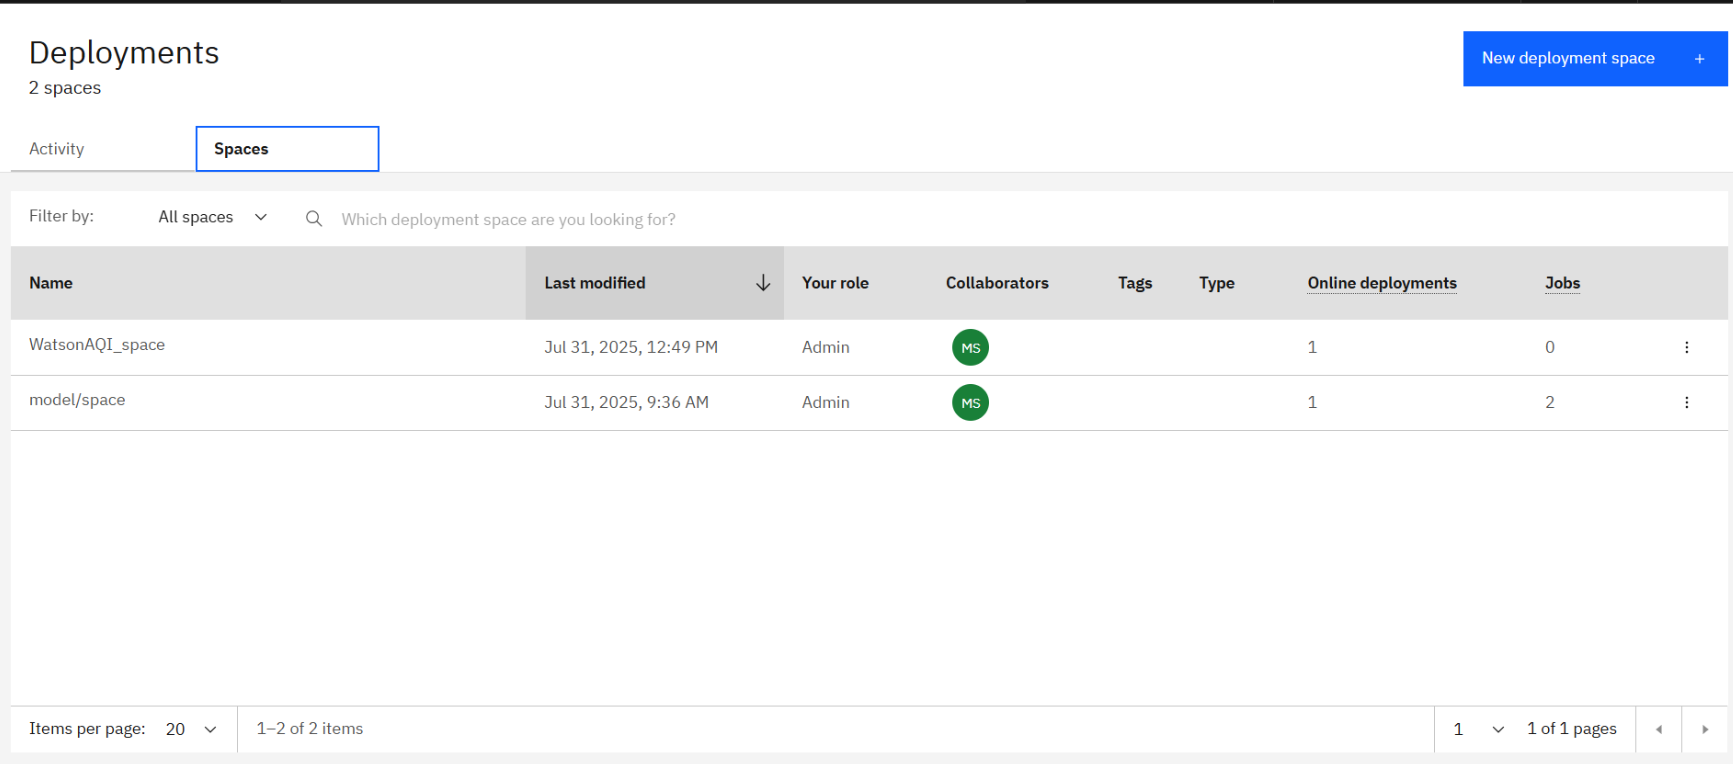 Deployments
New deployment space +
2 spaces
Activity Spaces
Filter by: All spaces Which deployment space are you looking for?
Name Last modified Your role Collaborators Tags Type Online deployments Jobs
WatsonAQI_space Jul 31, 2025, 12:49 PM Admin MS 1 0
model/space Jul 31, 2025, 9:36 AM Admin MS 1 2
Items per page: 20 1–2 of 2 items 1 1 of 1 pages